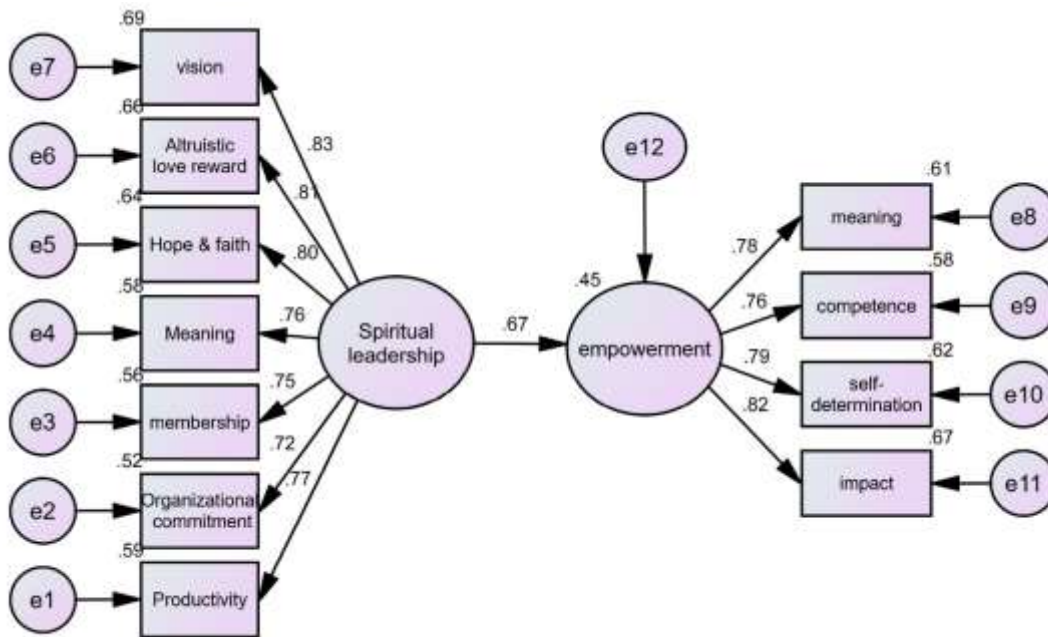 .69
e7
vision
.83
.66
e6
Altruistic
love reward
.81
.64
e5
Hope & faith
.80
.58
e4
Meaning
.76
.56
e3
membership
.75
.52
e2
Organizational
commitment
.72
.59
e1
Productivity
.77
Spiritual
leadership
.67
e12
.45
empowerment
.61
meaning
e8
.78
.58
competence
e9
.76
.62
self-
determination
e10
.79
.67
impact
e11
.82